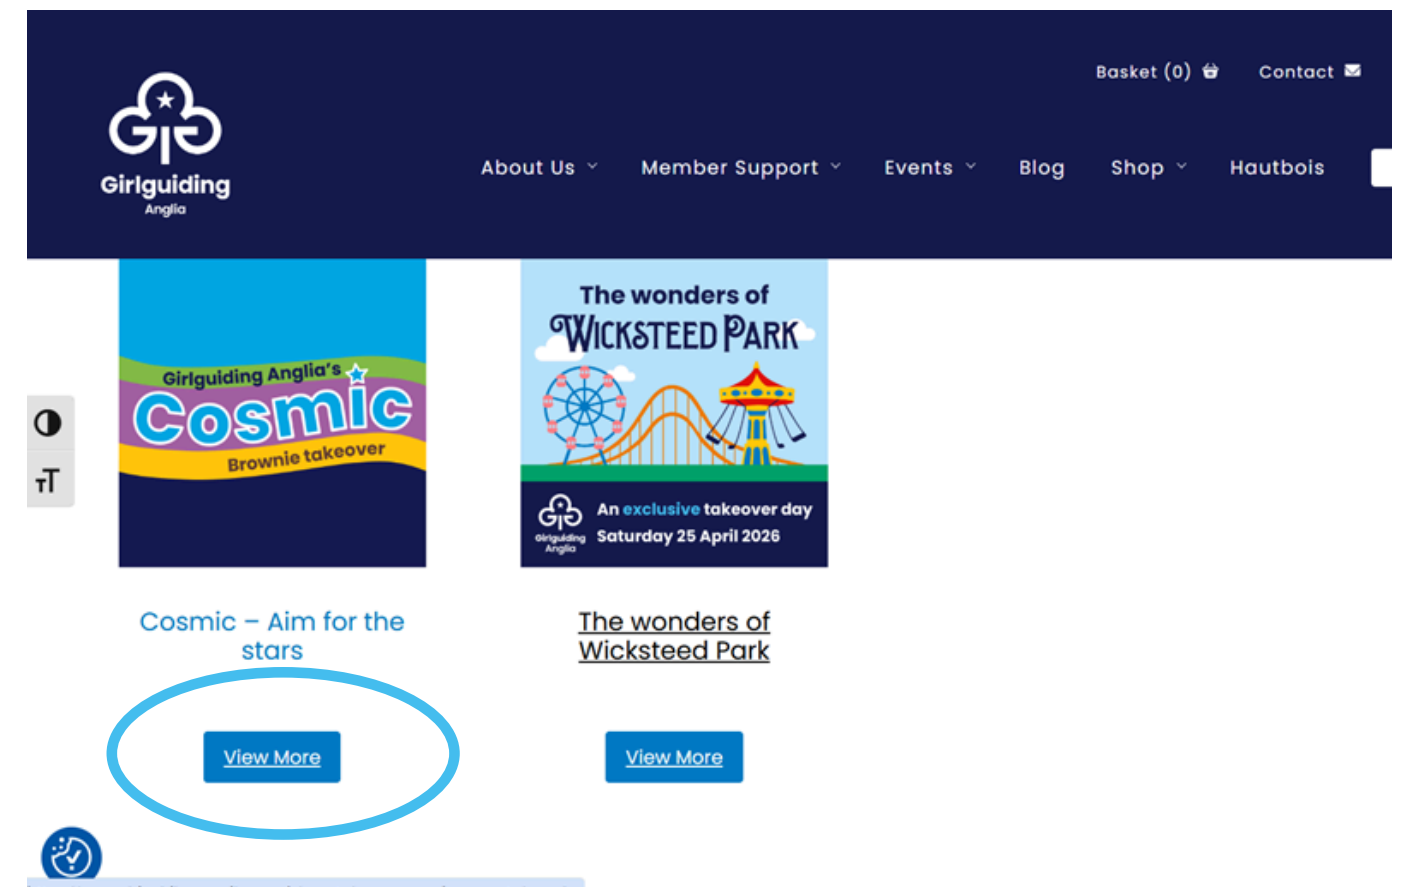 Basket (0)
Contact
Girlguiding
Anglia
About Us
Member Support
Events
Blog
Shop
Hautbois
Girlguiding Anglia's
Cosmic
Brownie takeover
The wonders of
WICKSTEED PARK
Girlguiding
Anglia
An exclusive takeover day
Saturday 25 April 2026
TT
Cosmic – Aim for the
stars
The wonders of
Wicksteed Park
View More
View More